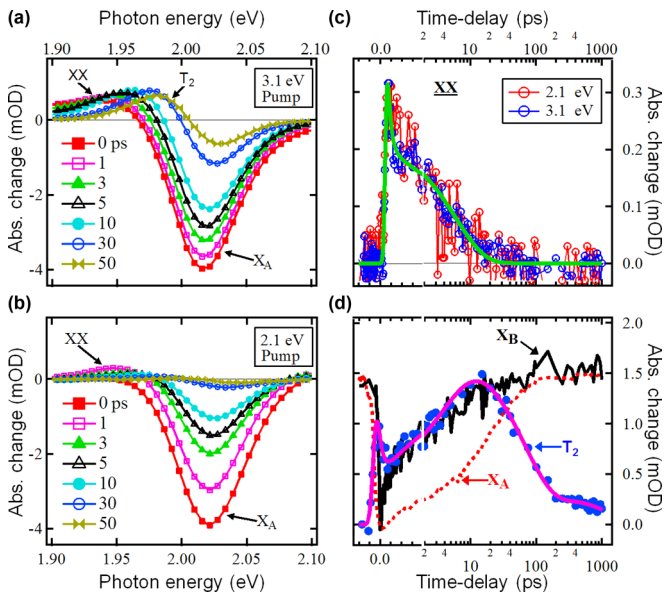 (a)
Photon energy (eV)
1.90 1.95 2.00 2.05 2.10
XX
T2
3.1 eV
Pump
Abs. change (mOD)
0
-2
-4
0 ps
1
3
5
10
30
50
XA
(b)
XX
2.1 eV
Pump
Abs. change (mOD)
0
-2
-4
0 ps
1
3
5
10
30
50
XA
1.90 1.95 2.00 2.05 2.10
Photon energy (eV)
(c)
Time-delay (ps)
0.0 2 4 10 2 4 100 2 4 1000
XX
2.1 eV
3.1 eV
0.3
0.2
0.1
0.0
Abs. change (mOD)
(d)
XB
T2
XA
2.0
1.5
1.0
0.5
0.0
Abs. change (mOD)
2 4 2 4 2 4
0.0 10 100 1000
Time-delay (ps)